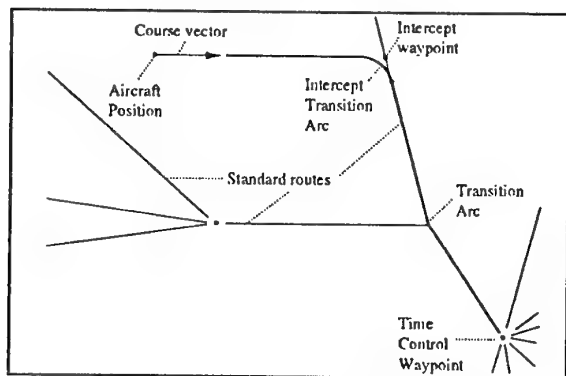 Course vector
Intercept
waypoint
Aircraft
Position
Intercept
Transition
Arc
Standard routes
Transition
Arc
Time
Control
Waypoint